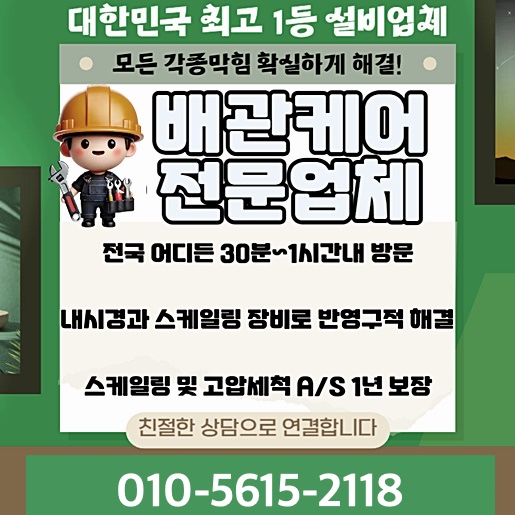 대한민국 최고 1등 설비업체
모든 각종막힘 확실하게 해결!
배관케어
전문업체
전국 어디든 30분~1시간내 방문
내시경과 스케일링 장비로 반영구적 해결
스케일링 및 고압세척 A/S 1년 보장
친절한 상담으로 연결합니다
010-5615-2118